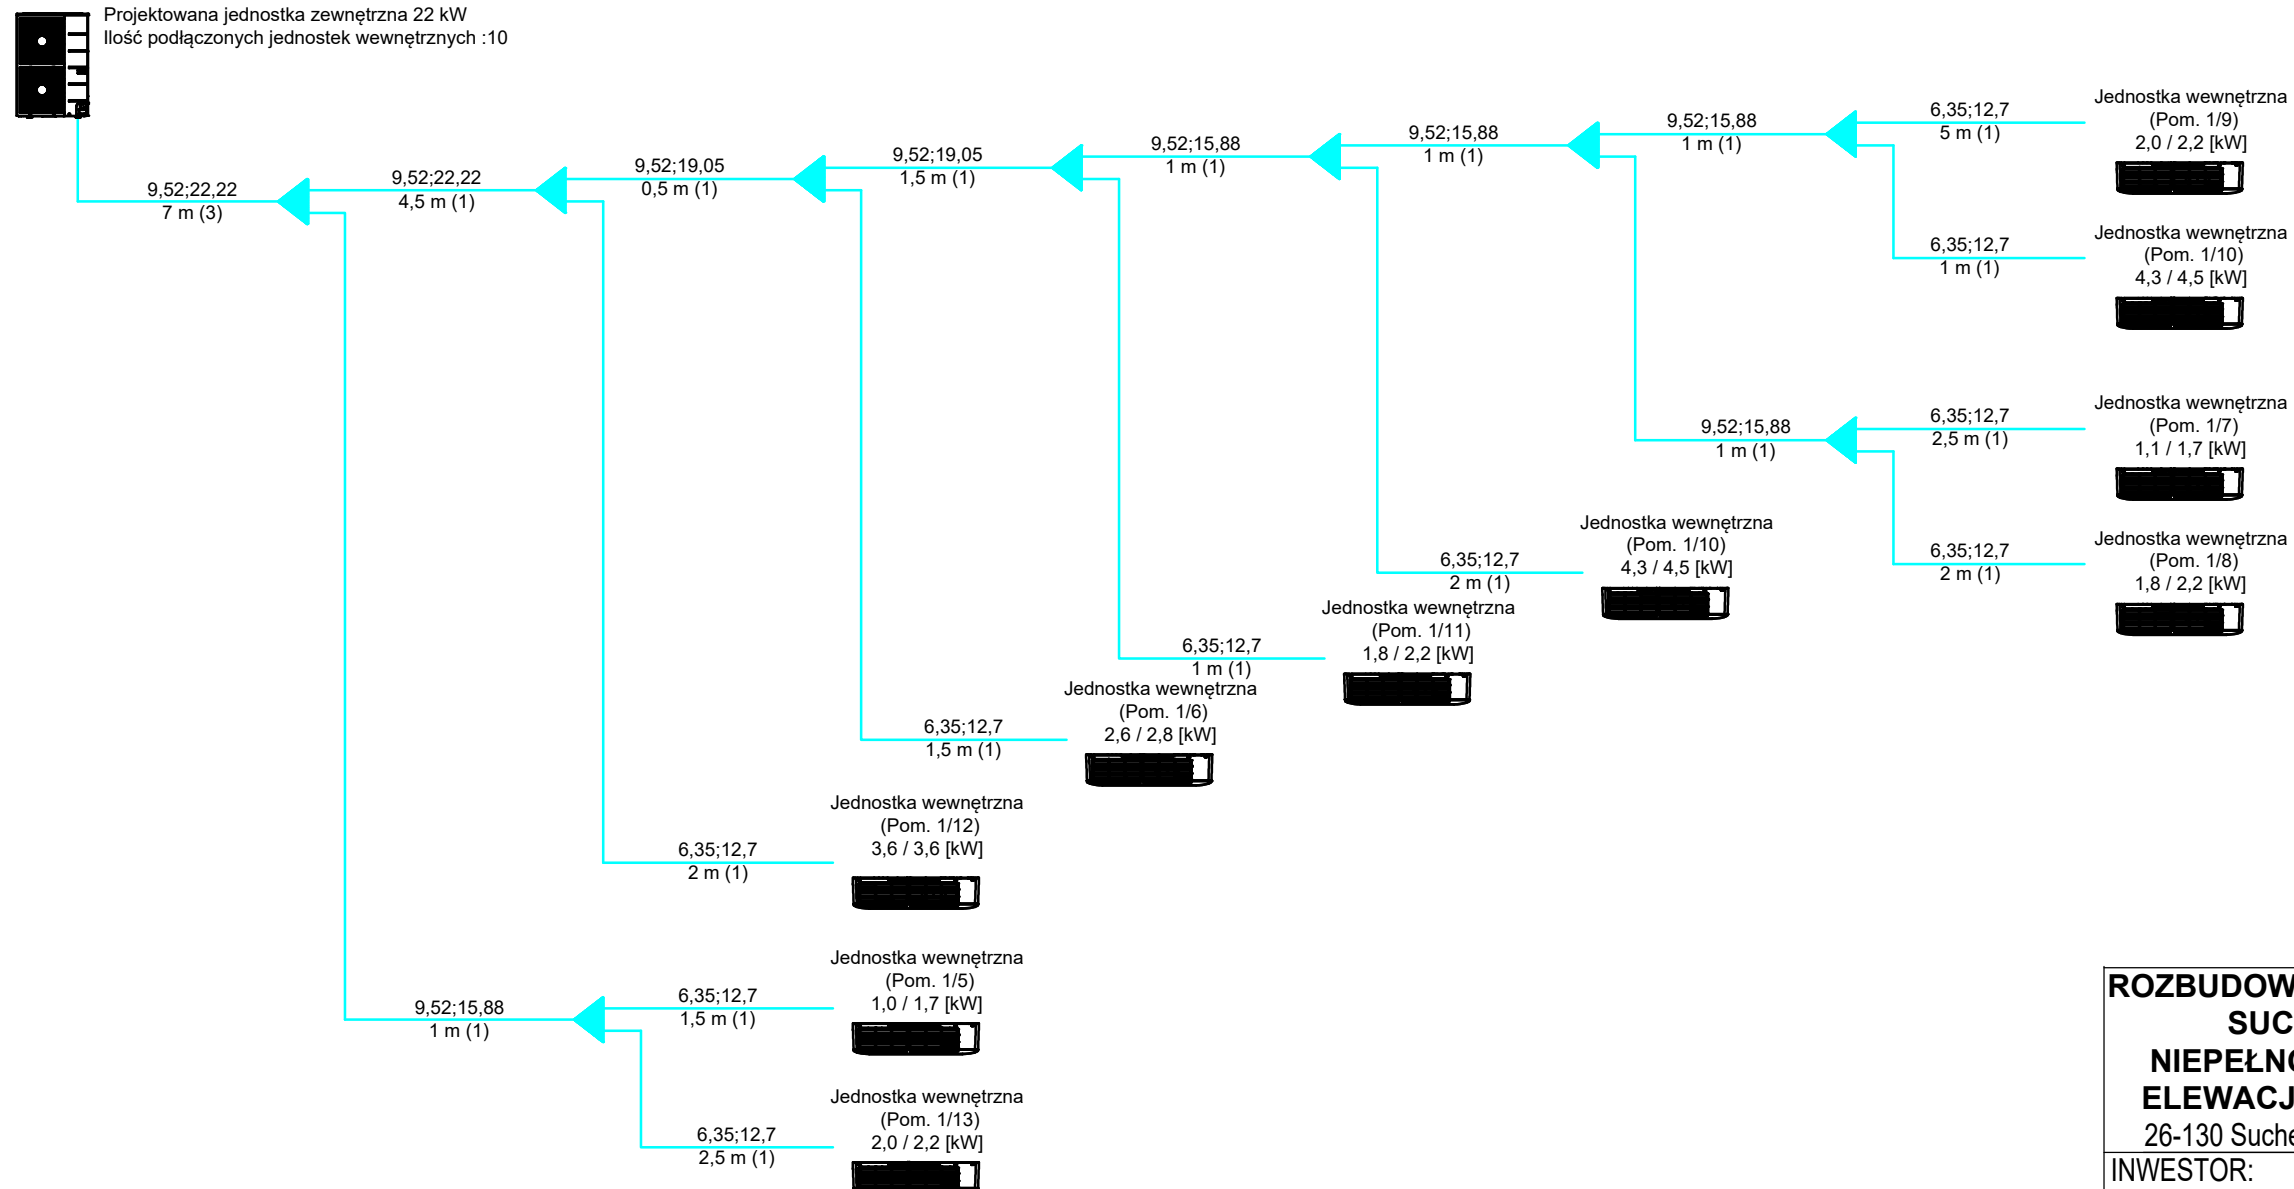 Projektowana jednostka zewnętrzna 22 kW
Ilość podłączonych jednostek wewnętrznych :10
9,52;22,22
7 m (3)
9,52;22,22
4,5 m (1)
9,52;19,05
0,5 m (1)
9,52;19,05
1,5 m (1)
9,52;15,88
1 m (1)
9,52;15,88
1 m (1)
9,52;15,88
1 m (1)
6,35;12,7
5 m (1)
Jednostka wewnętrzna
(Pom. 1/9)
2,0 / 2,2 [kW]
6,35;12,7
1 m (1)
Jednostka wewnętrzna
(Pom. 1/10)
4,3 / 4,5 [kW]
9,52;15,88
1 m (1)
6,35;12,7
2,5 m (1)
Jednostka wewnętrzna
(Pom. 1/7)
1,1 / 1,7 [kW]
6,35;12,7
2 m (1)
Jednostka wewnętrzna
(Pom. 1/8)
1,8 / 2,2 [kW]
6,35;12,7
2 m (1)
Jednostka wewnętrzna
(Pom. 1/10)
4,3 / 4,5 [kW]
6,35;12,7
1 m (1)
Jednostka wewnętrzna
(Pom. 1/11)
1,8 / 2,2 [kW]
6,35;12,7
1,5 m (1)
Jednostka wewnętrzna
(Pom. 1/6)
2,6 / 2,8 [kW]
6,35;12,7
2 m (1)
Jednostka wewnętrzna
(Pom. 1/12)
3,6 / 3,6 [kW]
9,52;15,88
1 m (1)
6,35;12,7
1,5 m (1)
Jednostka wewnętrzna
(Pom. 1/5)
1,0 / 1,7 [kW]
6,35;12,7
2,5 m (1)
Jednostka wewnętrzna
(Pom. 1/13)
2,0 / 2,2 [kW]
ROZBUDOW
SUC
NIEPEŁNO
ELEWACJ
26-130 Suche
INWESTOR: